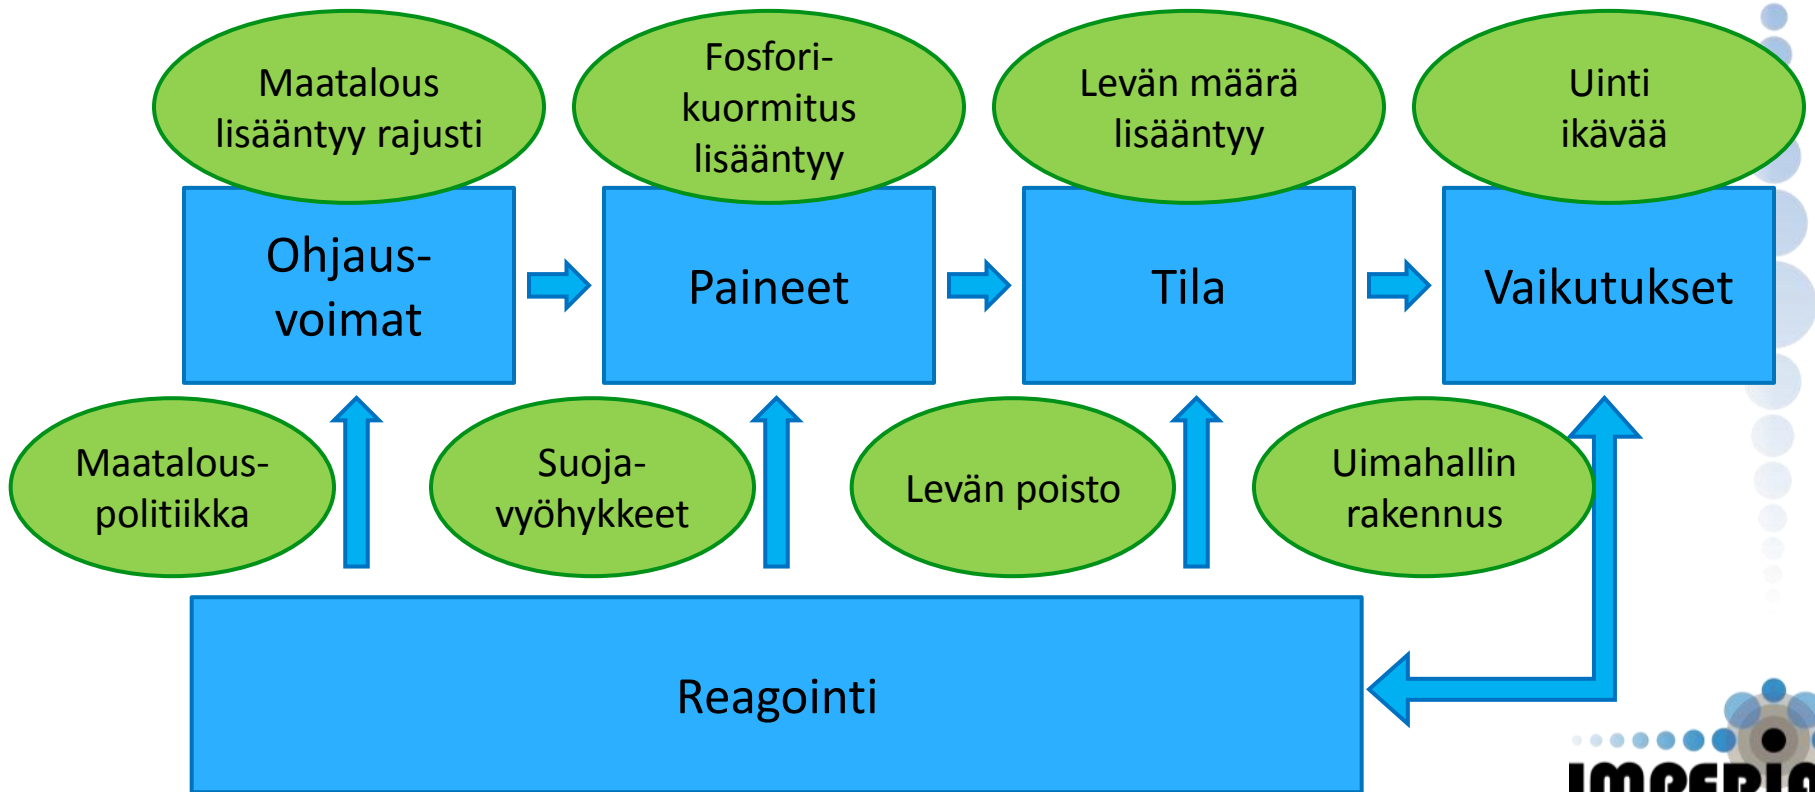 Maatalous
lisääntyy rajusti
Fosfori-
kuormitus
lisääntyy
Levän määrä
lisääntyy
Uinti
ikävää
Ohjaus-
voimat
Paineet
Tila
Vaikutukset
Maatalous-
politiikka
Suoja-
vyöhykkeet
Levän poisto
Uimahallin
rakennus
Reagointi
IMPERIA